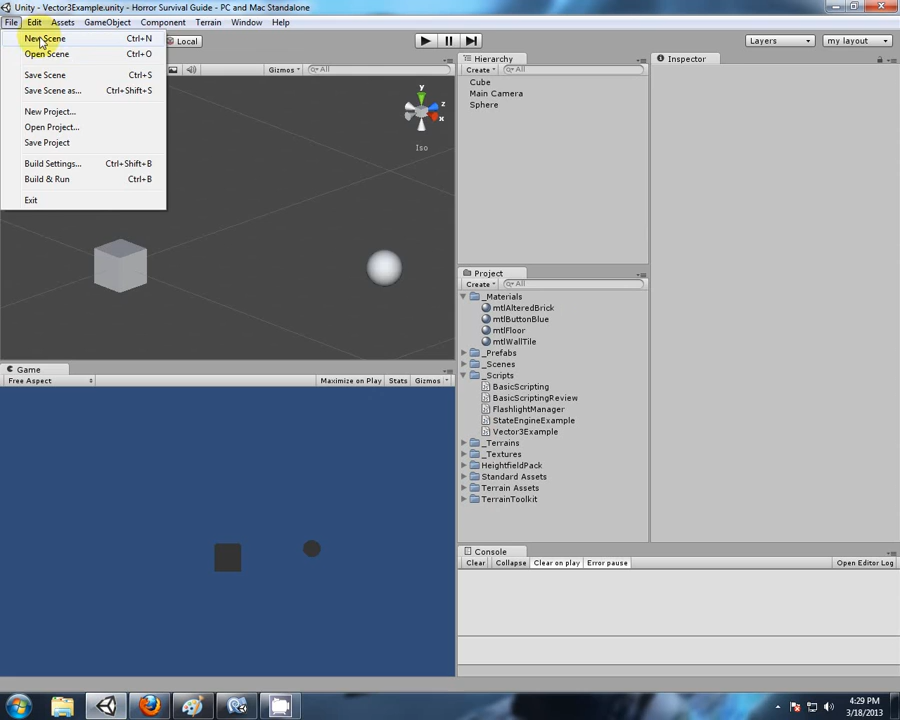 Unity - Vector3Example.unity - Horror Survival Guide - PC and Mac Standalone
File Edit Assets GameObject Component Terrain Window Help
New Scene Ctrl+N
Open Scene Ctrl+O
Save Scene Ctrl+S
Save Scene as... Ctrl+Shift+S
New Project...
Open Project...
Save Project
Build Settings... Ctrl+Shift+B
Build & Run Ctrl+B
Exit
Local
Layers
my layout
Gizmos
All
y
z
Iso
Hierarchy
Create All
Cube
Main Camera
Sphere
Inspector
Project
Create All
_Materials
mtlAlteredBrick
mtlButtonBlue
mtlFloor
mtlWallTile
_Prefabs
_Scenes
_Scripts
BasicScripting
BasicScriptingReview
FlashlightManager
StateEngineExample
Vector3Example
_Terrains
_Textures
HeightfieldPack
Standard Assets
Terrain Assets
TerrainToolkit
Game
Free Aspect Maximize on Play Stats Gizmos
Console
Clear Collapse Clear on play Error pause Open Editor Log
4:29 PM
3/18/2013